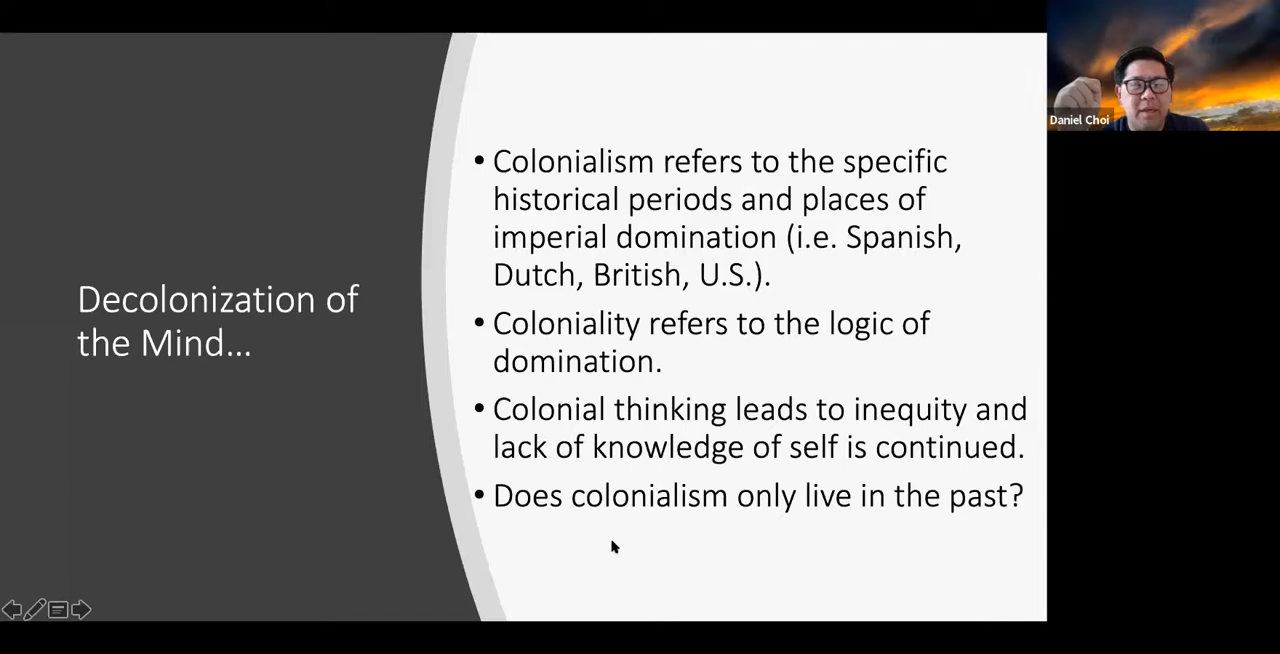 Decolonization of
the Mind...
• Colonialism refers to the specific
historical periods and places of
imperial domination (i.e. Spanish,
Dutch, British, U.S.).
• Coloniality refers to the logic of
domination.
• Colonial thinking leads to inequity and
lack of knowledge of self is continued.
• Does colonialism only live in the past?
Daniel Choi